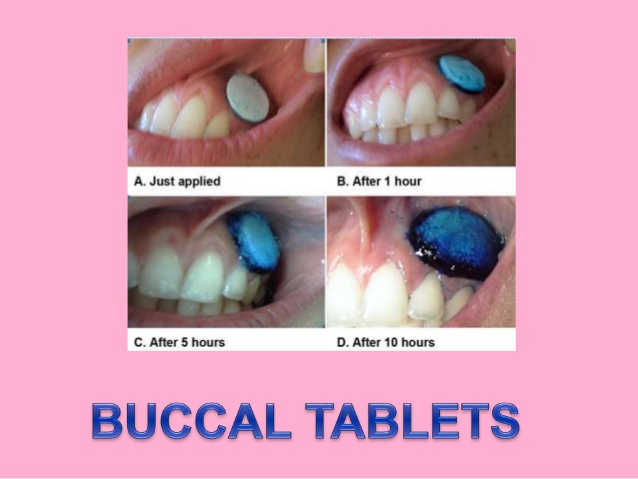 A. Just applied
B. After 1 hour
C. After 5 hours
D. After 10 hours
BUCCAL TABLETS